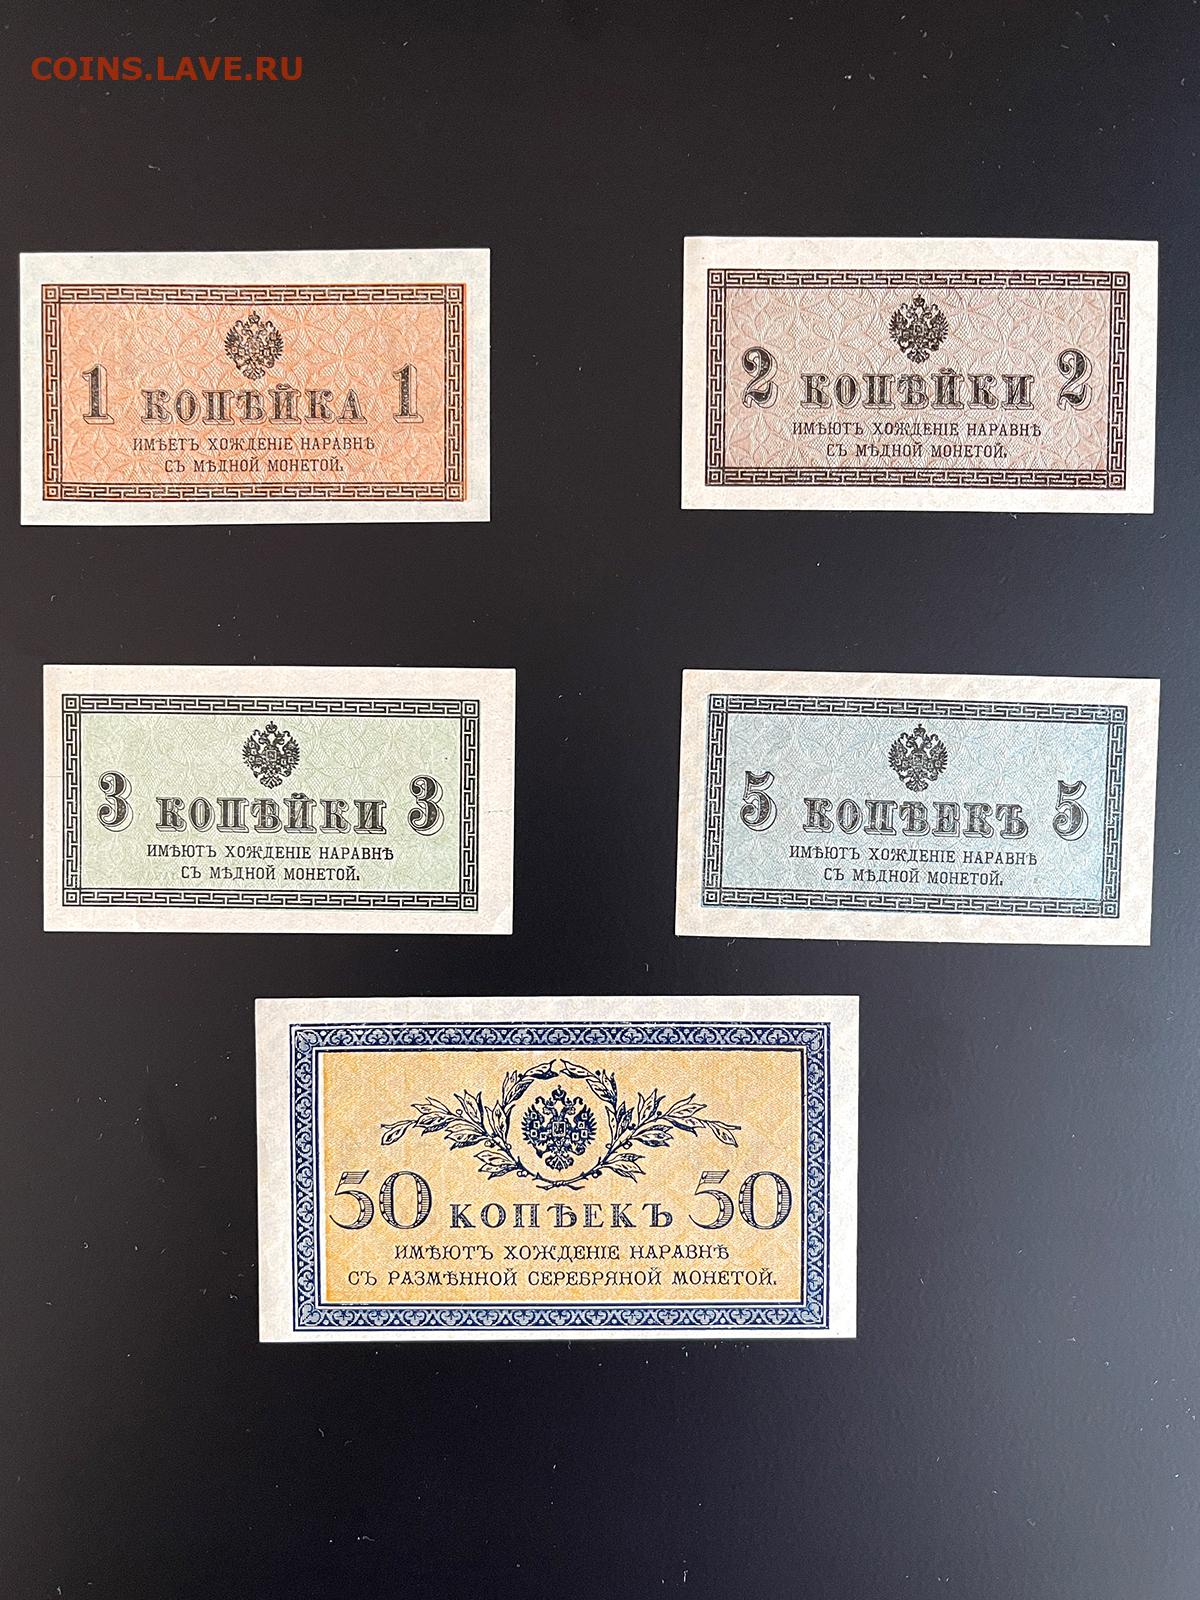 COINS.LAVE.RU
1 КОПѢЙКА 1
ИМѢЕТЪ ХОЖДЕНІЕ НАРАВНѢ
СЪ МѢДНОЙ МОНЕТОЙ.
2 КОПѢЙКИ 2
ИМѢЮТЪ ХОЖДЕНІЕ НАРАВНѢ
СЪ МѢДНОЙ МОНЕТОЙ.
3 КОПѢЙКИ 3
ИМѢЮТЪ ХОЖДЕНІЕ НАРАВНѢ
СЪ МѢДНОЙ МОНЕТОЙ.
5 КОПѢЕКЪ 5
ИМѢЮТЪ ХОЖДЕНІЕ НАРАВНѢ
СЪ МѢДНОЙ МОНЕТОЙ.
50 КОПѢЕКЪ 50
ИМѢЮТЪ ХОЖДЕНІЕ НАРАВНѢ
СЪ РАЗМѢННОЙ СЕРЕБРЯНОЙ МОНЕТОЙ.